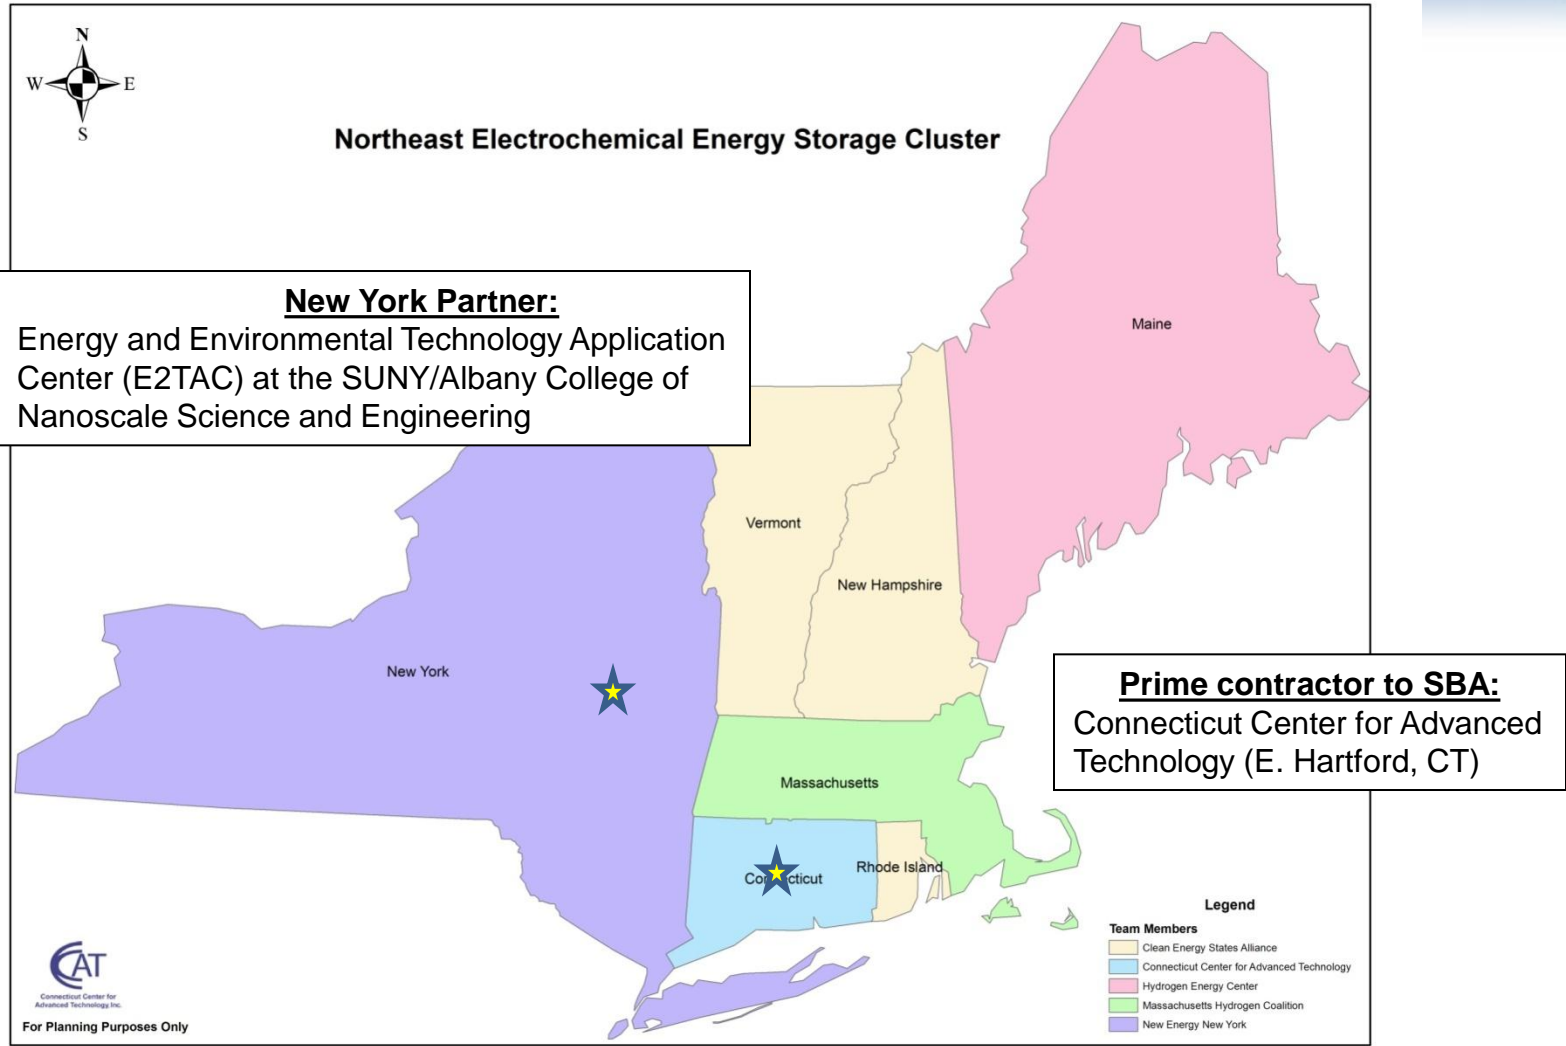 N
W E
S
Northeast Electrochemical Energy Storage Cluster
New York Partner:
Energy and Environmental Technology Application
Center (E2TAC) at the SUNY/Albany College of
Nanoscale Science and Engineering
Maine
Vermont
New Hampshire
New York
Prime contractor to SBA:
Connecticut Center for Advanced
Technology (E. Hartford, CT)
Massachusetts
Rhode Island
Legend
Team Members
Clean Energy States Alliance
Connecticut Center for Advanced Technology
Hydrogen Energy Center
Massachusetts Hydrogen Coalition
New Energy New York
CCAT
Connecticut Center for
Advanced Technology, Inc.
For Planning Purposes Only